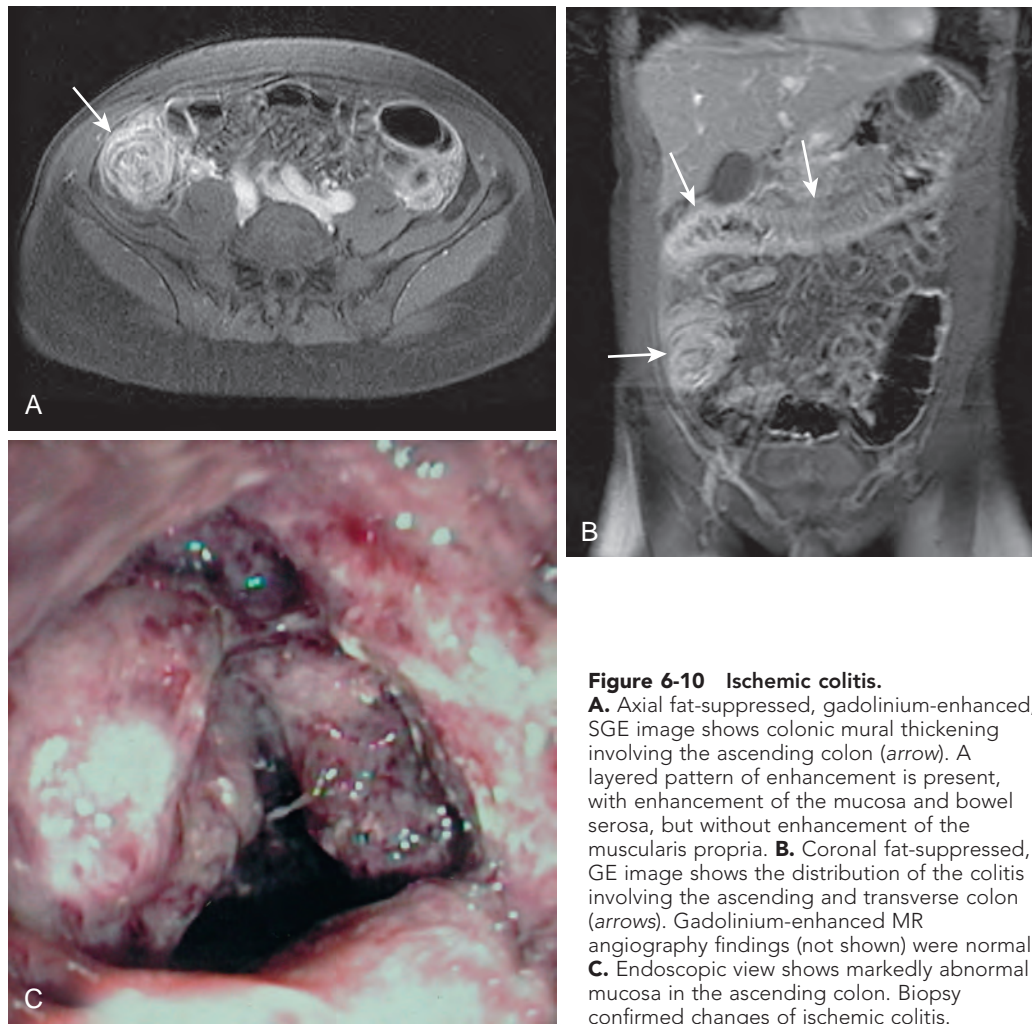 A
B
C
Figure 6-10 Ischemic colitis.
A. Axial fat-suppressed, gadolinium-enhanced,
SGE image shows colonic mural thickening
involving the ascending colon (arrow). A
layered pattern of enhancement is present,
with enhancement of the mucosa and bowel
serosa, but without enhancement of the
muscularis propria. B. Coronal fat-suppressed,
GE image shows the distribution of the colitis
involving the ascending and transverse colon
(arrows). Gadolinium-enhanced MR
angiography findings (not shown) were normal
C. Endoscopic view shows markedly abnormal
mucosa in the ascending colon. Biopsy
confirmed changes of ischemic colitis.